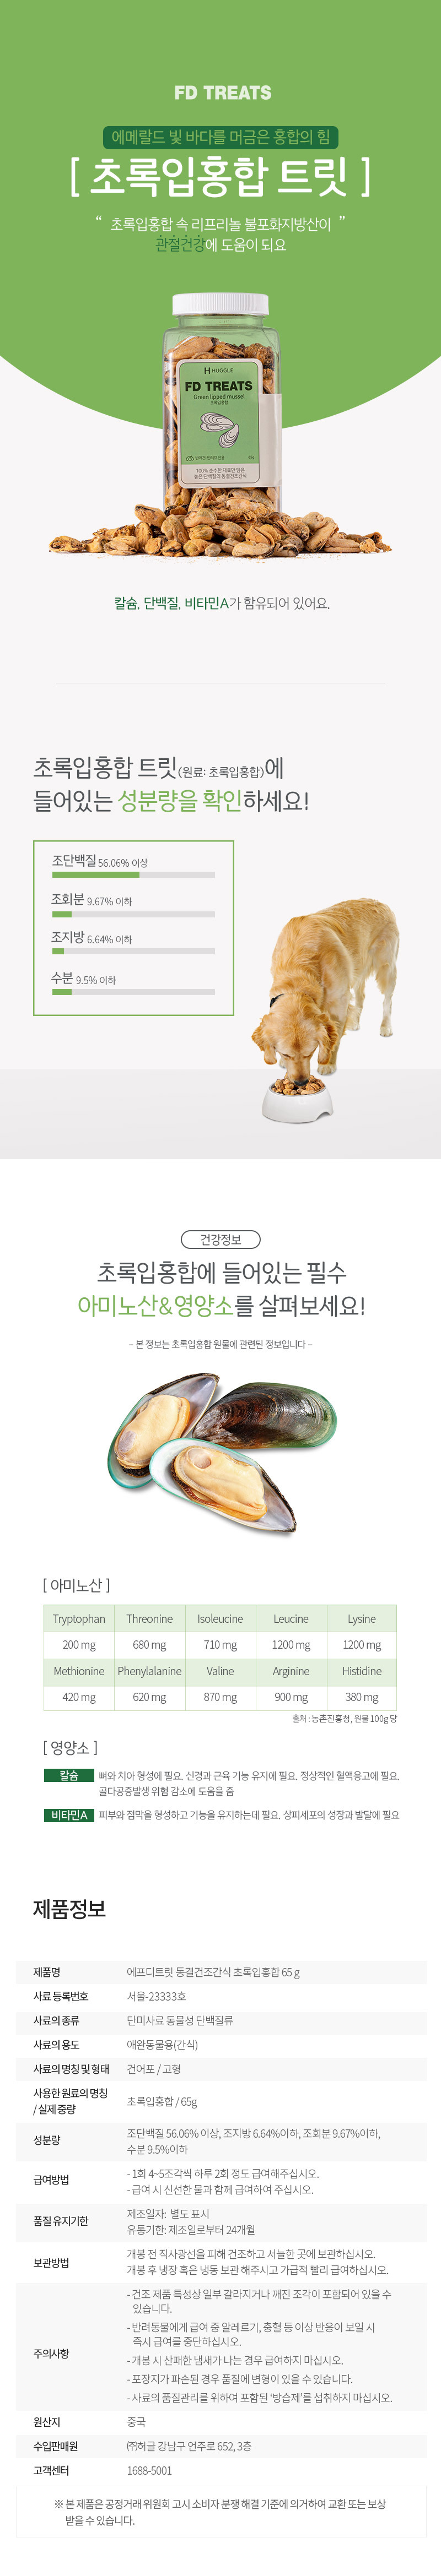 FD TREATS
에메랄드 빛 바다를 머금은 홍합의 힘
[ 초록입홍합 트릿 ]
“ 초록입홍합 속 리프리놀 불포화지방산이 ”
관절건강에 도움이 되요
HUGGLE
FD TREATS
Green lipped mussel
초록입홍합
반려견·반려묘 전용
65g
100% 순수한 재료만 담은
높은 단백질의 동결건조간식
칼슘, 단백질, 비타민A가 함유되어 있어요.
초록입홍합 트릿(원료: 초록입홍합)에
들어있는 성분량을 확인하세요!
조단백질 56.06% 이상
조회분 9.67% 이하
조지방 6.64% 이하
수분 9.5% 이하
건강정보
초록입홍합에 들어있는 필수
아미노산&영양소를 살펴보세요!
– 본 정보는 초록입홍합 원물에 관련된 정보입니다 –
[ 아미노산 ]
Tryptophan Threonine Isoleucine Leucine Lysine
200 mg 680 mg 710 mg 1200 mg 1200 mg
Methionine Phenylalanine Valine Arginine Histidine
420 mg 620 mg 870 mg 900 mg 380 mg
출처 : 농촌진흥청, 원물 100g 당
[ 영양소 ]
칼슘 뼈와 치아 형성에 필요. 신경과 근육 기능 유지에 필요. 정상적인 혈액응고에 필요.
골다공증발생 위험 감소에 도움을 줌
비타민A 피부와 점막을 형성하고 기능을 유지하는데 필요. 상피세포의 성장과 발달에 필요
제품정보
제품명 에프디트릿 동결건조간식 초록입홍합 65 g
사료 등록번호 서울-23333호
사료의 종류 단미사료 동물성 단백질류
사료의 용도 애완동물용(간식)
사료의 명칭 및 형태 건어포 / 고형
사용한 원료의 명칭
/ 실제 중량 초록입홍합 / 65g
성분량 조단백질 56.06% 이상, 조지방 6.64%이하, 조회분 9.67%이하,
수분 9.5%이하
급여방법 - 1회 4~5조각씩 하루 2회 정도 급여해주십시오.
- 급여 시 신선한 물과 함께 급여하여 주십시오.
품질 유지기한 제조일자: 별도 표시
유통기한: 제조일로부터 24개월
보관방법 개봉 전 직사광선을 피해 건조하고 서늘한 곳에 보관하십시오.
개봉 후 냉장 혹은 냉동 보관 해주시고 가급적 빨리 급여하십시오.
주의사항 - 건조 제품 특성상 일부 갈라지거나 깨진 조각이 포함되어 있을 수
있습니다.
- 반려동물에게 급여 중 알레르기, 충혈 등 이상 반응이 보일 시
즉시 급여를 중단하십시오.
- 개봉 시 산패한 냄새가 나는 경우 급여하지 마십시오.
- 포장지가 파손된 경우 품질에 변형이 있을 수 있습니다.
- 사료의 품질관리를 위하여 포함된 ‘방습제’를 섭취하지 마십시오.
원산지 중국
수입판매원 ㈜허글 강남구 언주로 652, 3층
고객센터 1688-5001
※ 본 제품은 공정거래 위원회 고시 소비자 분쟁 해결 기준에 의거하여 교환 또는 보상
받을 수 있습니다.